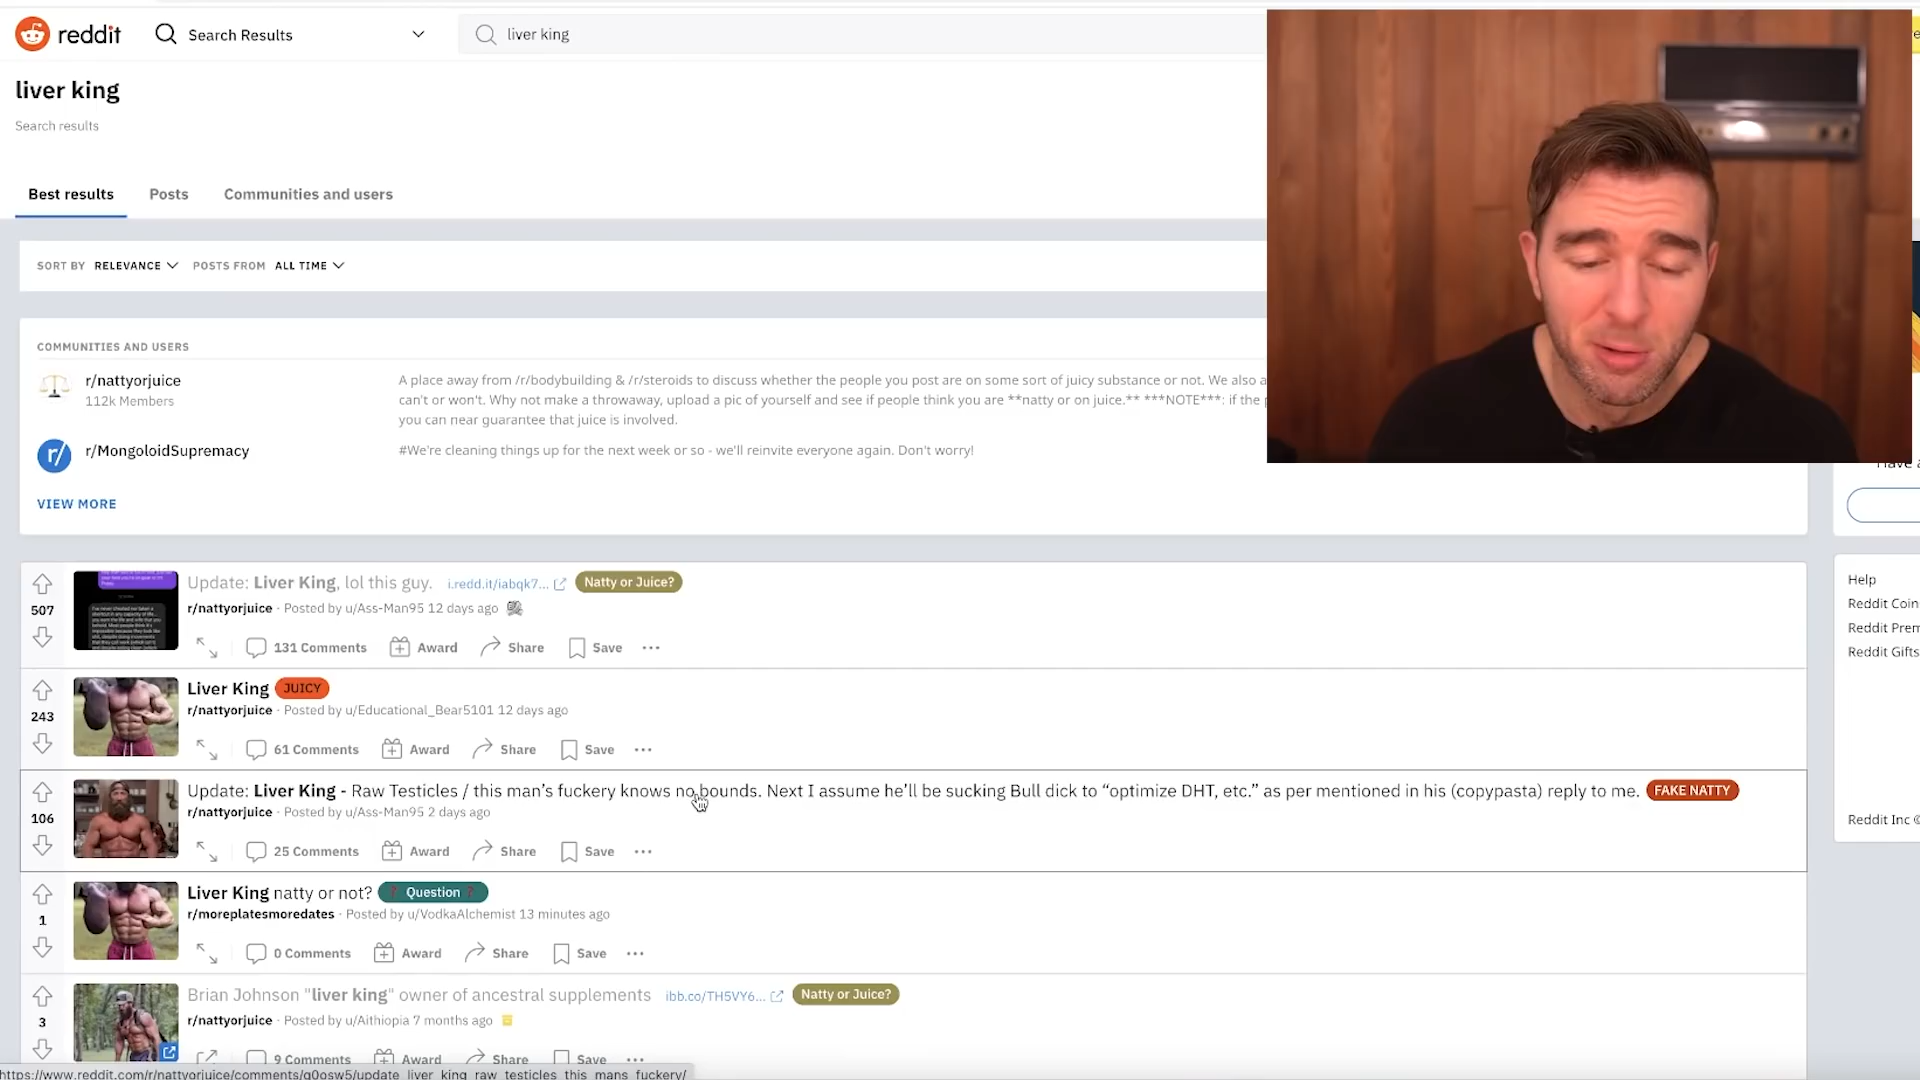 reddit
Search Results
liver king
liver king
Search results
Best results
Posts
Communities and users
SORT BY RELEVANCE POSTS FROM ALL TIME
COMMUNITIES AND USERS
r/nattyorjuice
112k Members
A place away from /r/bodybuilding & /r/steroids to discuss whether the people you post are on some sort of juicy substance or not. We also a
can't or won't. Why not make a throwaway, upload a pic of yourself and see if people think you are **natty or on juice.** ***NOTE***: if the p
you can near guarantee that juice is involved.
r/
r/MongoloidSupremacy
#We're cleaning things up for the next week or so - we'll reinvite everyone again. Don't worry!
VIEW MORE
Update: Liver King, lol this guy. i.redd.it/iabqk7... Natty or Juice?
r/nattyorjuice · Posted by u/Ass-Man95 12 days ago
507
131 Comments Award Share Save
Liver King JUICY
r/nattyorjuice · Posted by u/Educational_Bear5101 12 days ago
243
61 Comments Award Share Save
Update: Liver King - Raw Testicles / this man’s fuckery knows no bounds. Next I assume he’ll be sucking Bull dick to “optimize DHT, etc.” as per mentioned in his (copypasta) reply to me. FAKE NATTY
r/nattyorjuice · Posted by u/Ass-Man95 2 days ago
106
25 Comments Award Share Save
Liver King natty or not? ? Question ?
r/moreplatesmoredates · Posted by u/VodkaAlchemist 13 minutes ago
1
0 Comments Award Share Save
Brian Johnson "liver king" owner of ancestral supplements ibb.co/TH5VY6... Natty or Juice?
r/nattyorjuice · Posted by u/Aithiopia 7 months ago
3
9 Comments Award Share Save
https://www.reddit.com/r/nattyorjuice/comments/q0osw5/update_liver_king_raw_testicles_this_mans_fuckery/
Have a
Help
Reddit Coin
Reddit Prem
Reddit Gifts
Reddit Inc ©